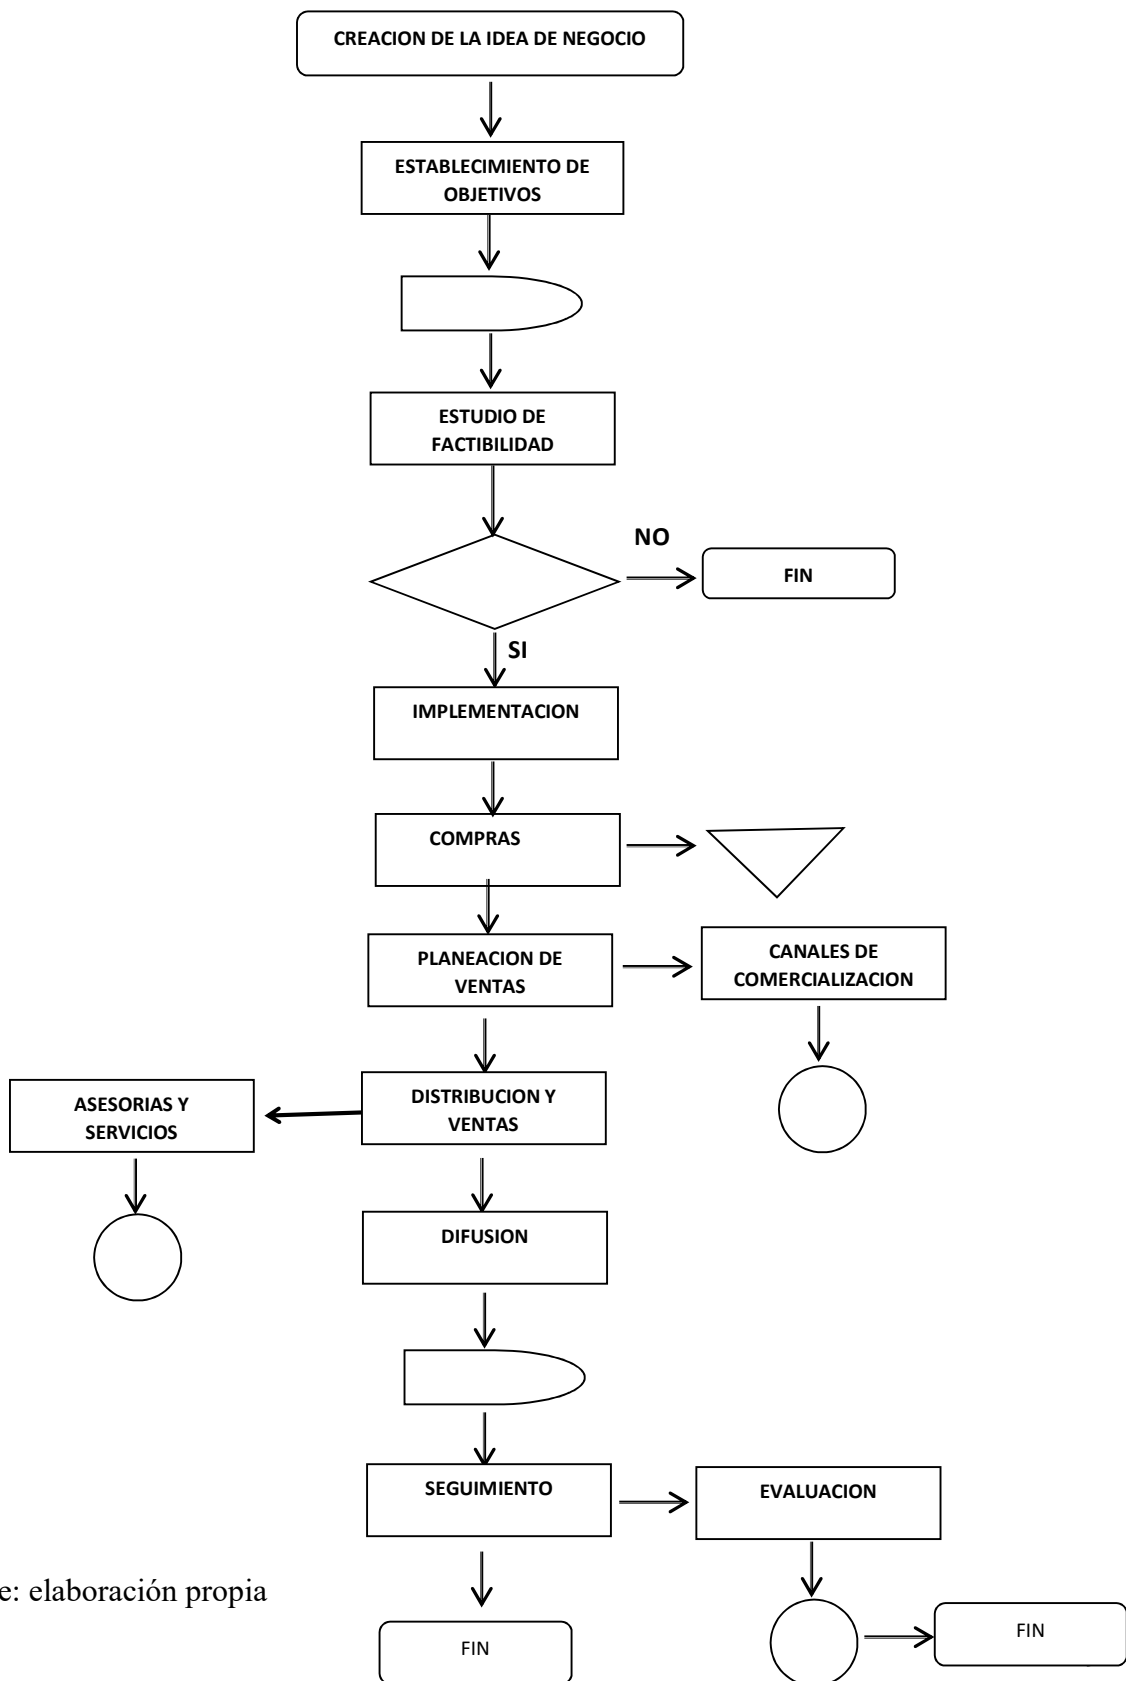 CREACION DE LA IDEA DE NEGOCIO
ESTABLECIMIENTO DE
OBJETIVOS
ESTUDIO DE
FACTIBILIDAD
NO
FIN
SI
IMPLEMENTACION
COMPRAS
PLANEACION DE
VENTAS
CANALES DE
COMERCIALIZACION
ASESORIAS Y
SERVICIOS
DISTRIBUCION Y
VENTAS
DIFUSION
SEGUIMIENTO
EVALUACION
e: elaboración propia
FIN
FIN